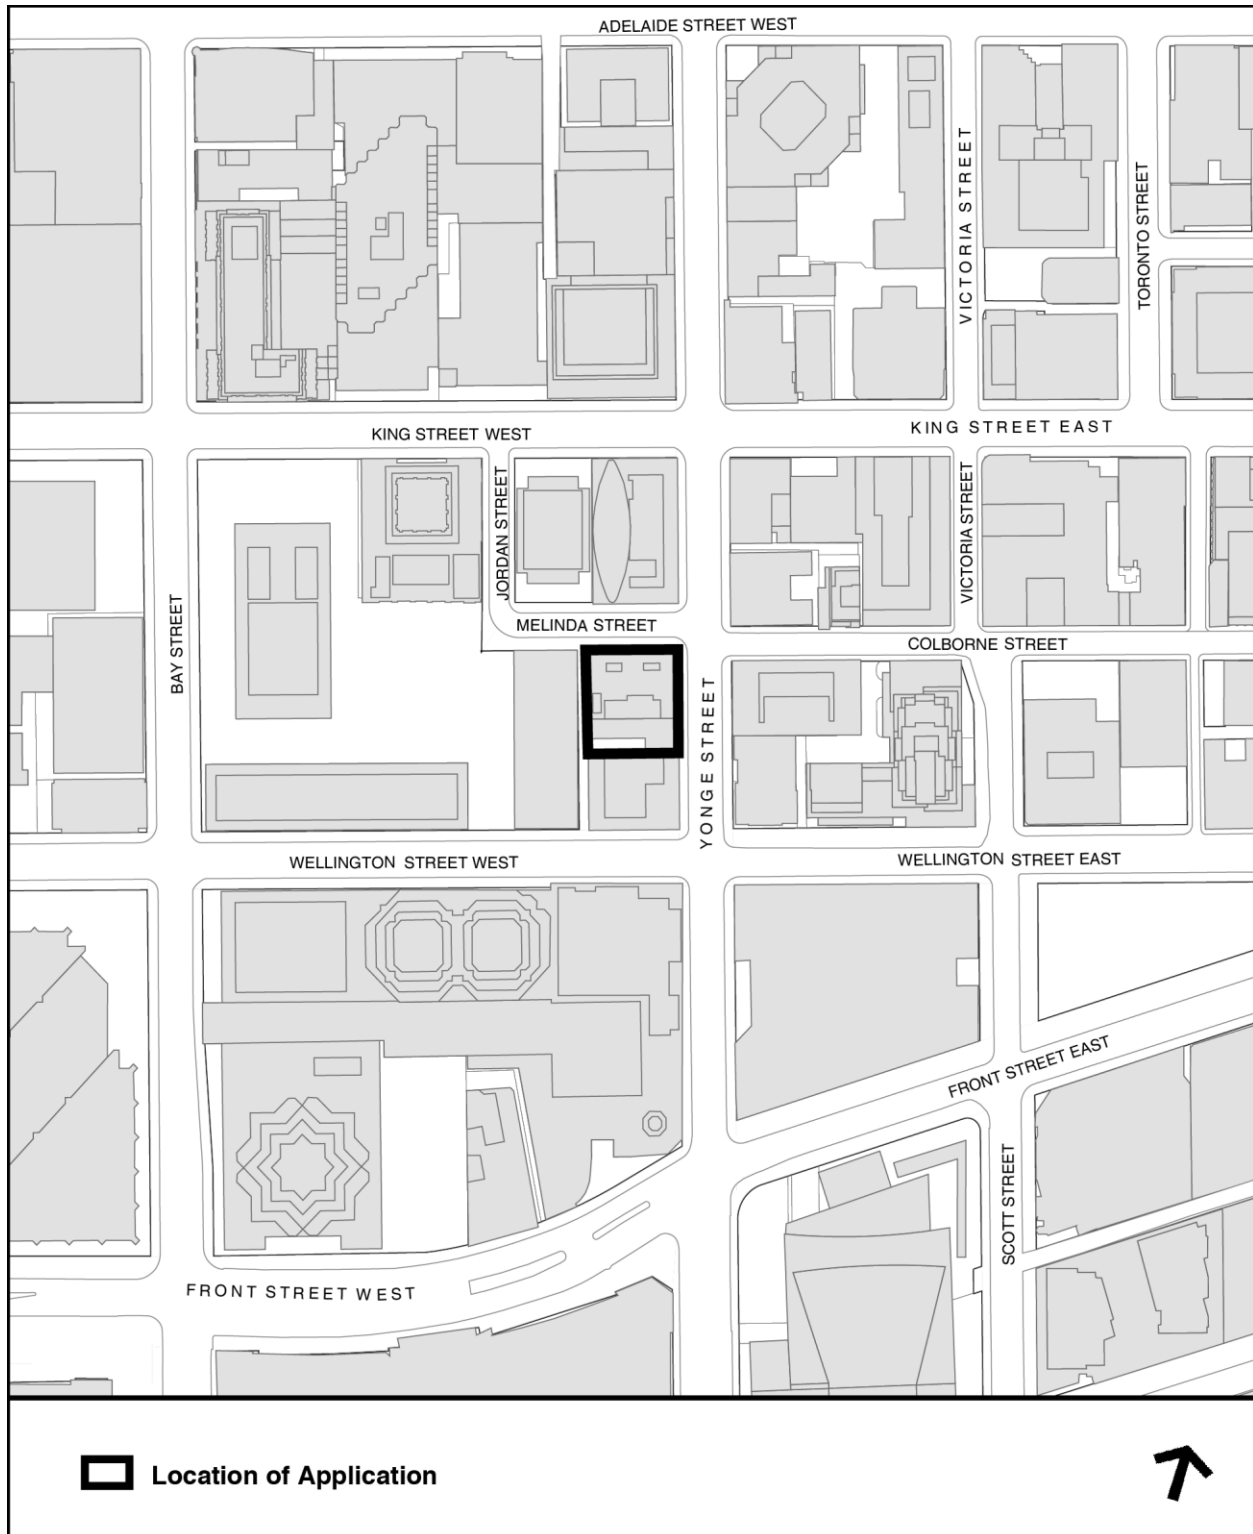 ADELAIDE STREET WEST
VICTORIA STREET
TORONTO STREET
KING STREET WEST
KING STREET EAST
JORDAN STREET
VICTORIA STREET
MELINDA STREET
COLBORNE STREET
BAY STREET
YONGE STREET
WELLINGTON STREET WEST
WELLINGTON STREET EAST
FRONT STREET EAST
SCOTT STREET
FRONT STREET WEST
Location of Application